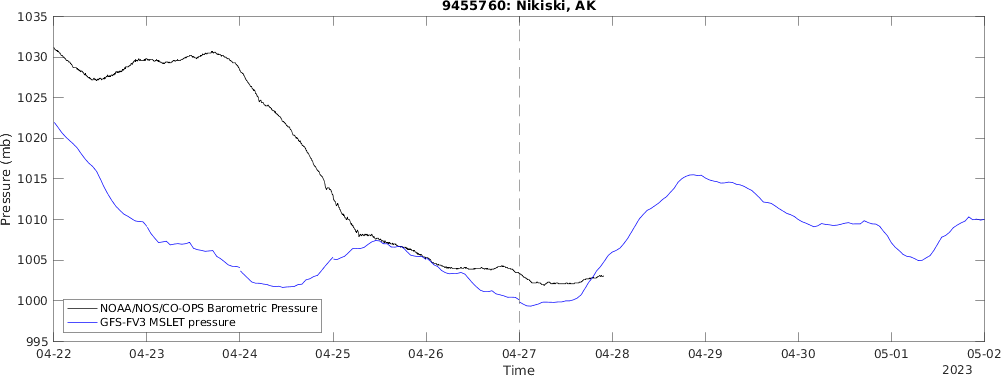 9455760: Nikiski, AK
1035
1030
1025
1020
1015
1010
1005
1000
995
Pressure (mb)
NOAA/NOS/CO-OPS Barometric Pressure
GFS-FV3 MSLET pressure
04-22 04-23 04-24 04-25 04-26 04-27 04-28 04-29 04-30 05-01 05-02
Time
2023